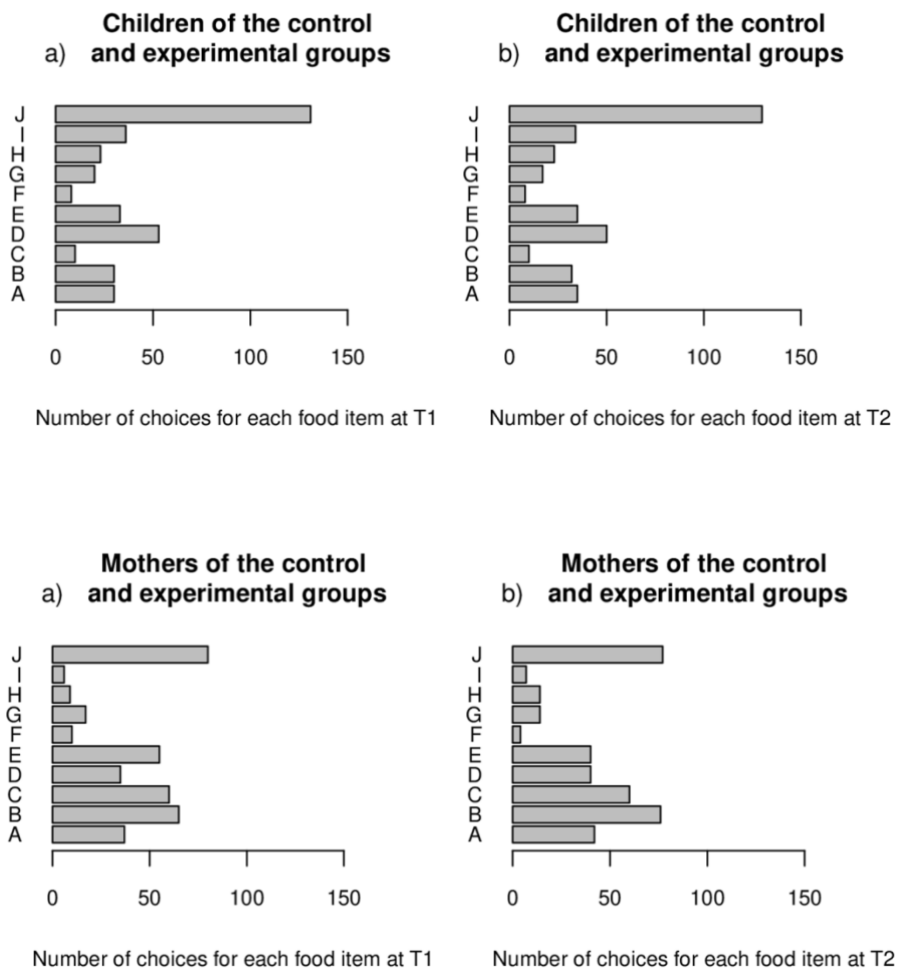 Children of the control
a) and experimental groups
J
I
H
G
F
E
D
C
B
A
0 50 100 150
Number of choices for each food item at T1
Children of the control
b) and experimental groups
J
I
H
G
F
E
D
C
B
A
0 50 100 150
Number of choices for each food item at T2
Mothers of the control
a) and experimental groups
J
I
H
G
F
E
D
C
B
A
0 50 100 150
Number of choices for each food item at T1
Mothers of the control
b) and experimental groups
J
I
H
G
F
E
D
C
B
A
0 50 100 150
Number of choices for each food item at T2